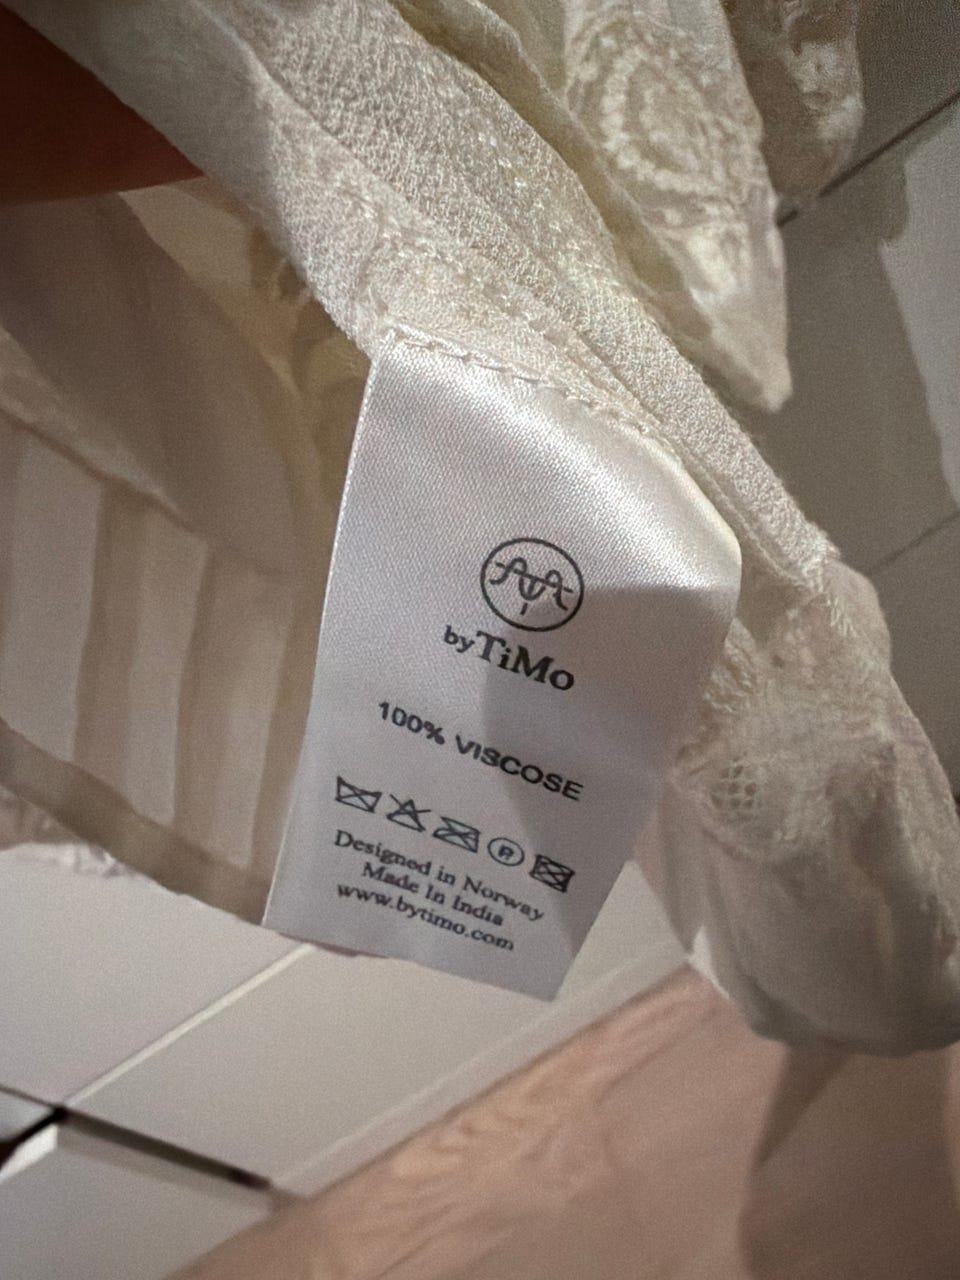 byTiMo
100% VISCOSE
P
Designed in Norway
Made In India
www.bytimo.com